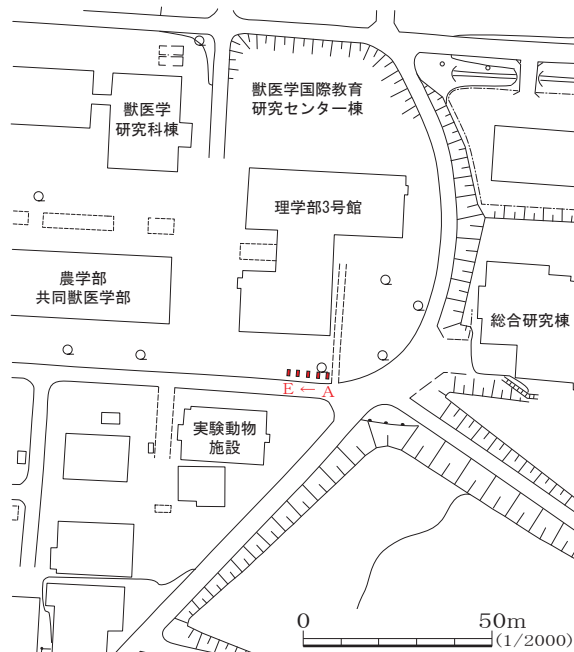 獣医学国際教育
研究センター棟
獣医学
研究科棟
理学部3号館
農学部
共同獣医学部
総合研究棟
E ← A
実験動物
施設
0 50m
(1/2000)